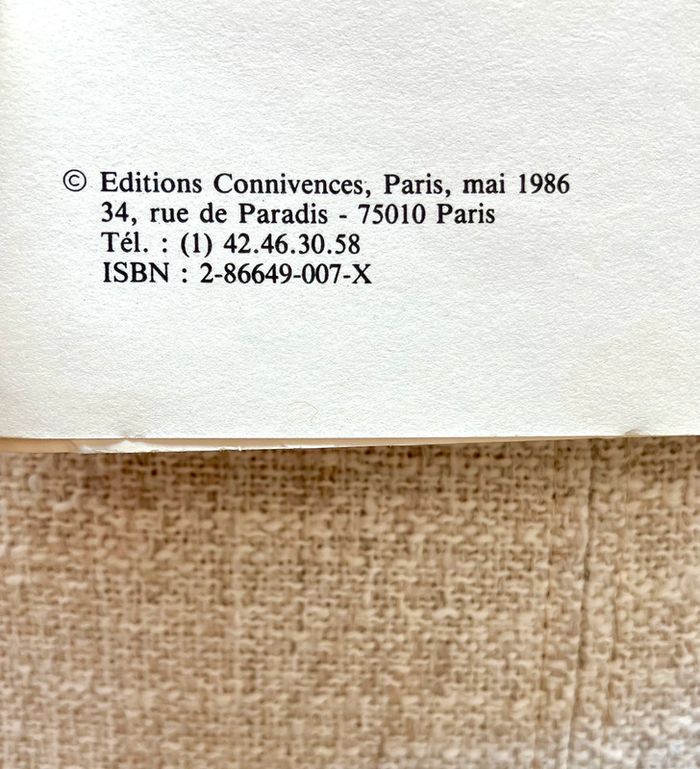 © Editions Connivences, Paris, mai 1986
34, rue de Paradis - 75010 Paris
Tél. : (1) 42.46.30.58
ISBN : 2-86649-007-X